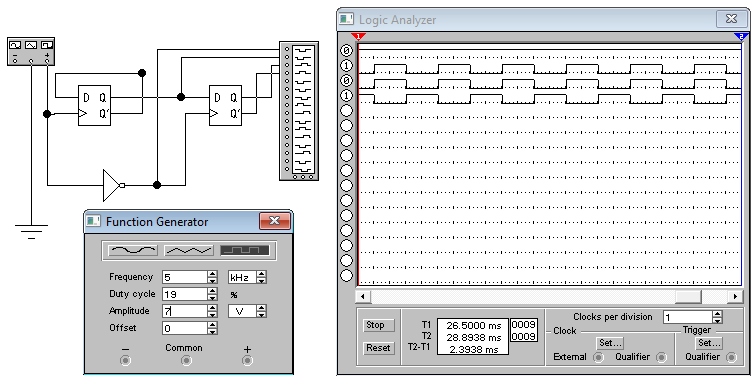 Logic Analyzer
1 2
0
1
0
1
− +
D Q
Q'
D Q
Q'
Function Generator
Frequency 5 kHz
Duty cycle 19 %
Amplitude 7 V
Offset 0
− Common +
Stop
Reset
T1 26.5000 ms 0009
T2 28.8938 ms 0009
T2-T1 2.3938 ms
Clocks per division 1
Clock Trigger
Set... Set...
External Qualifier Qualifier